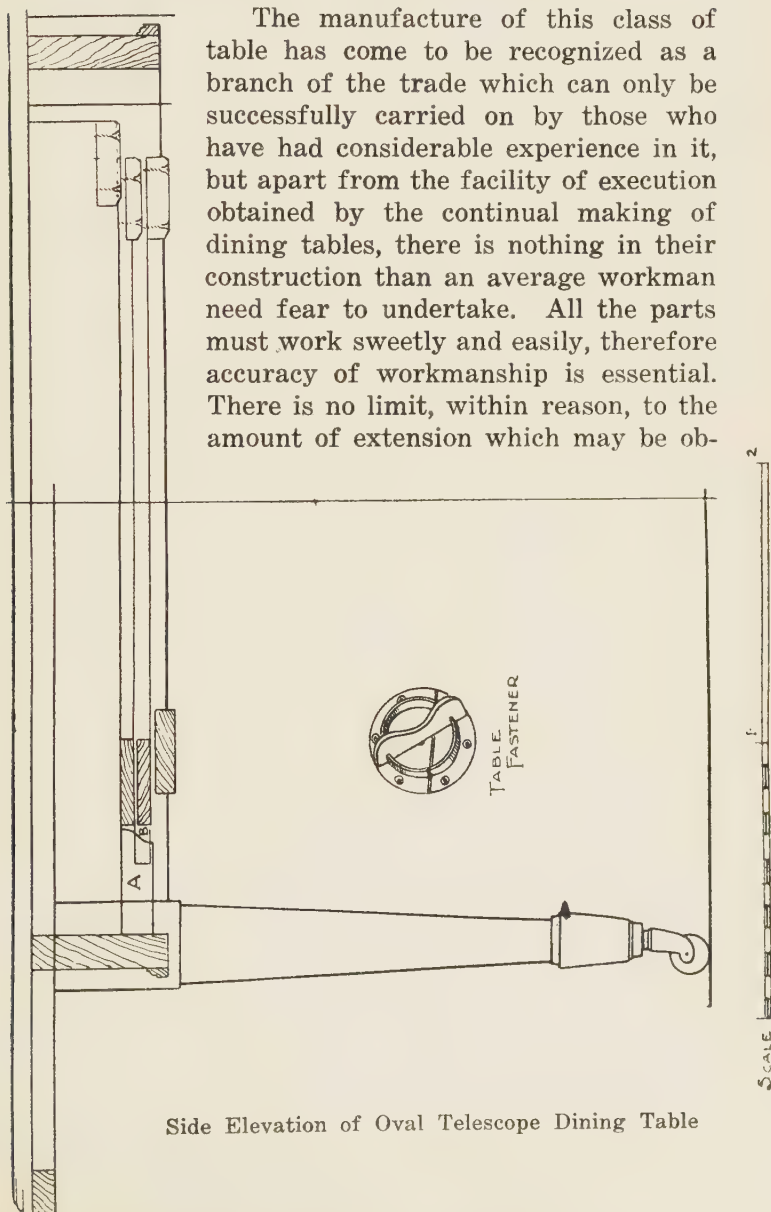 The manufacture of this class of
table has come to be recognized as a
branch of the trade which can only be
successfully carried on by those who
have had considerable experience in it,
but apart from the facility of execution
obtained by the continual making of
dining tables, there is nothing in their
construction than an average workman
need fear to undertake. All the parts
must work sweetly and easily, therefore
accuracy of workmanship is essential.
There is no limit, within reason, to the
amount of extension which may be ob-
TABLE
FASTENER
A
B
SCALE
1
2
Side Elevation of Oval Telescope Dining Table